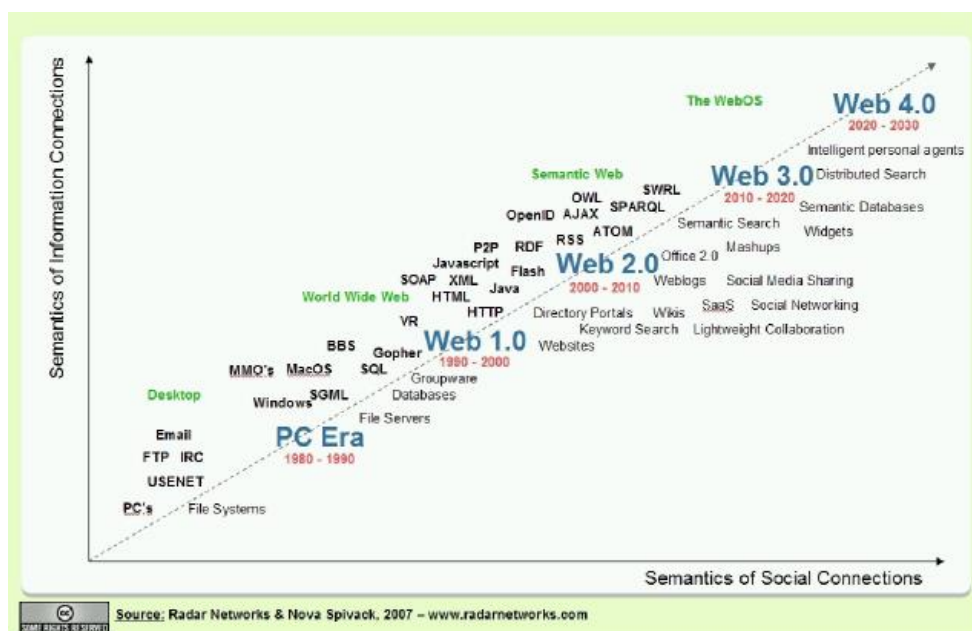 Semantics of Information Connections
The WebOS
Web 4.0
2020 - 2030
Intelligent personal agents
Semantic Web
Web 3.0
Distributed Search
2010 - 2020
SWRL
OWL
SPARQL
Semantic Databases
OpenID
AJAX
Semantic Search
Widgets
ATOM
RSS
Mashups
P2P
RDF
Office 2.0
Javascript
Flash
Web 2.0
2000 - 2010
Weblogs
Social Media Sharing
SOAP
XML
Java
World Wide Web
HTML
HTTP
Directory Portals
Wikis
SaaS
Social Networking
VR
Keyword Search
Lightweight Collaboration
Web 1.0
1990 - 2000
Websites
BBS
Gopher
MMO's
MacOS
SQL
Groupware
Desktop
Windows
SGML
Databases
File Servers
Email
PC Era
1980 - 1990
FTP
IRC
USENET
PC's
File Systems
Semantics of Social Connections
Source: Radar Networks & Nova Spivack, 2007 – www.radarnetworks.com
cc
SOME RIGHTS RESERVED